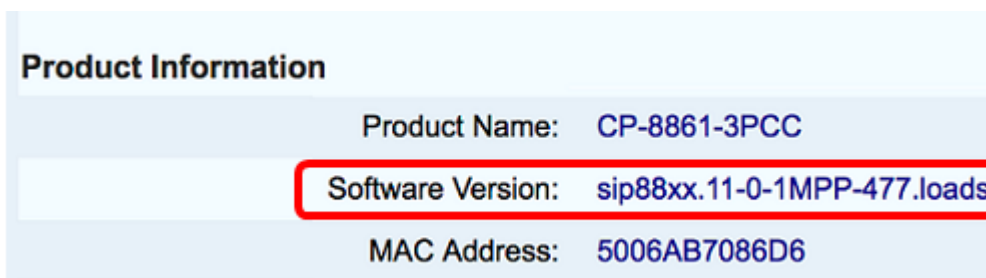 Product Information
Product Name: CP-8861-3PCC
Software Version: sip88xx.11-0-1MPP-477.loads
MAC Address: 5006AB7086D6